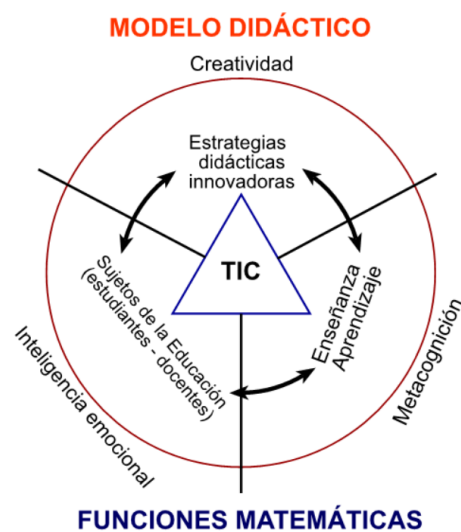 MODELO DIDÁCTICO
Creatividad
Estrategias
didácticas
innovadoras
TIC
Sujetos de la Educación
(estudiantes - docentes)
Enseñanza
Aprendizaje
Inteligencia emocional
Metacognición
FUNCIONES MATEMÁTICAS